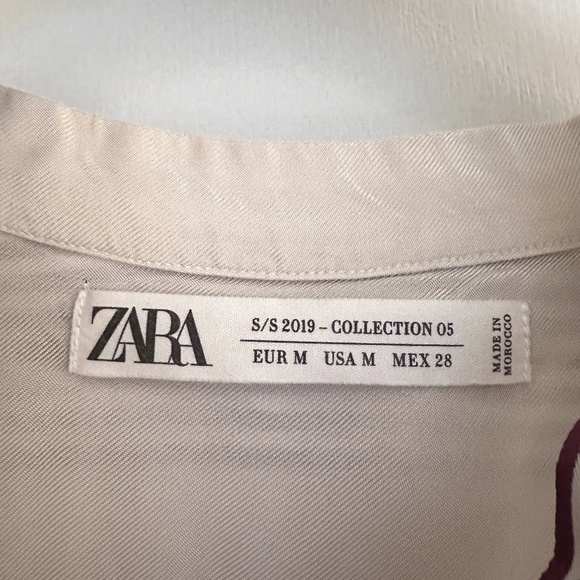 ZARA
S/S 2019 – COLLECTION 05
EUR M USA M MEX 28
MADE IN
MOROCCO